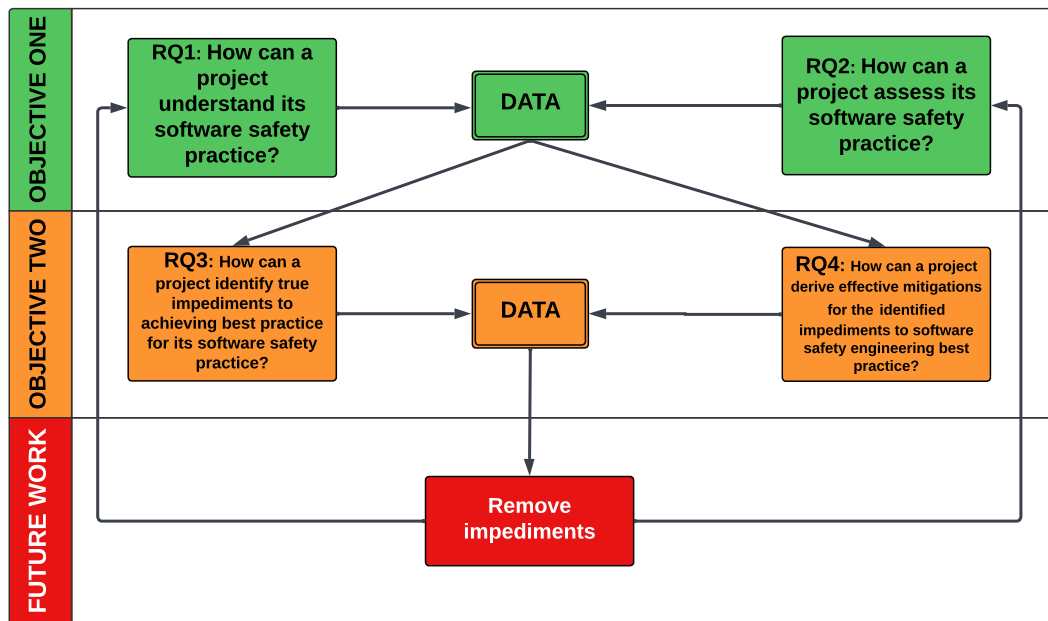 OBJECTIVE ONE
RQ1: How can a
project
understand its
software safety
practice?
DATA
RQ2: How can a
project assess its
software safety
practice?
OBJECTIVE TWO
RQ3: How can a
project identify true
impediments to
achieving best practice
for its software safety
practice?
DATA
RQ4: How can a project
derive effective mitigations
for the identified
impediments to software
safety engineering best
practice?
FUTURE WORK
Remove
impediments